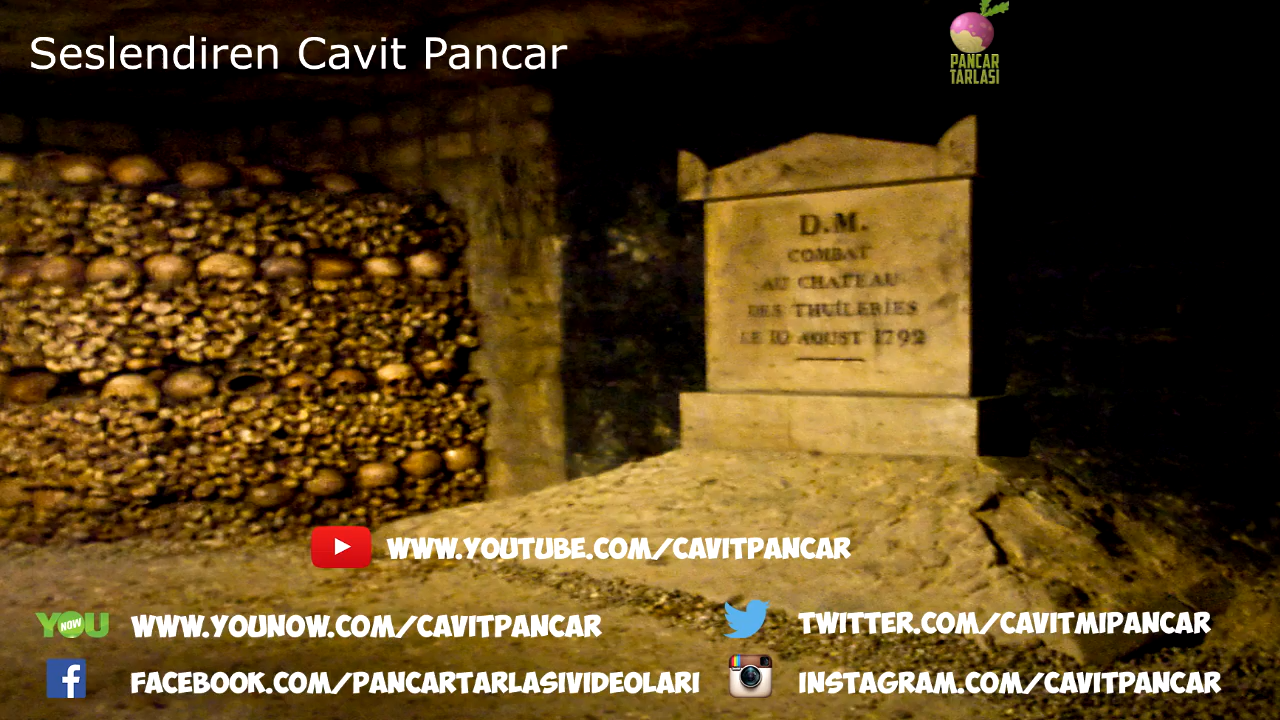 Seslendiren Cavit Pancar
PANCAR
TARLASI
D.M.
COMBAT
AU CHATEAU
DES THUILERIES
LE 10 AOUST 1792
WWW.YOUTUBE.COM/CAVITPANCAR
YOU NOW
WWW.YOUNOW.COM/CAVITPANCAR
TWITTER.COM/CAVITMIPANCAR
FACEBOOK.COM/PANCARTARLASIVIDEOLARI
INSTAGRAM.COM/CAVITPANCAR